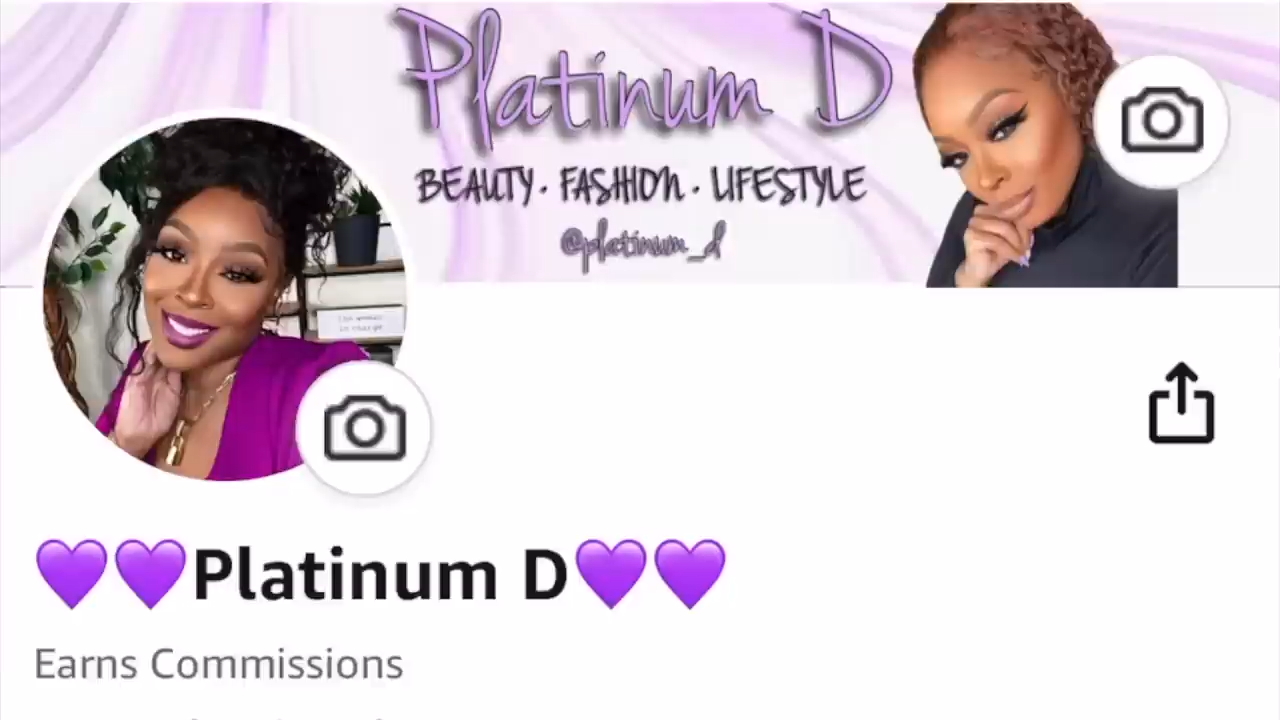 Platinum D
BEAUTY · FASHION · LIFESTYLE
@platinum_d
💜💜Platinum D💜💜
Earns Commissions